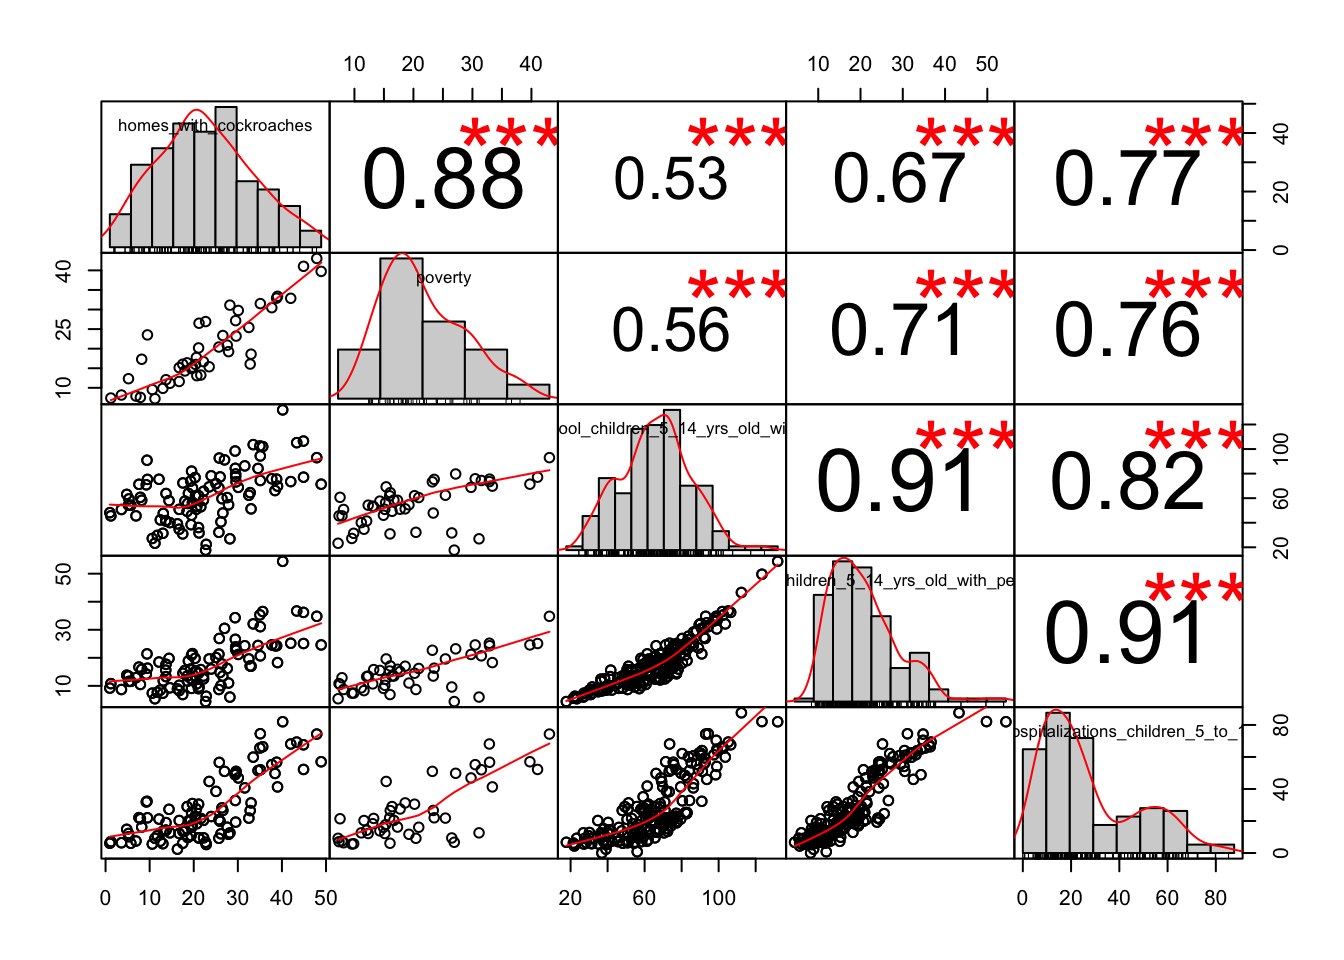 10 20 30 40 10 20 30 40 50
homes_with_cockroaches *** 0.88 *** 0.53 *** 0.67 *** 0.77 0 20 40
10 25 40 poverty *** 0.56 *** 0.71 *** 0.76
ool_children_5_14_yrs_old_wi *** 0.91 *** 0.82 20 60 100
10 30 50 hildren_5_14_yrs_old_with_pe *** 0.91
ospitalizations_children_5_to_1 0 40 80
0 10 20 30 40 50 20 60 100 0 20 40 60 80